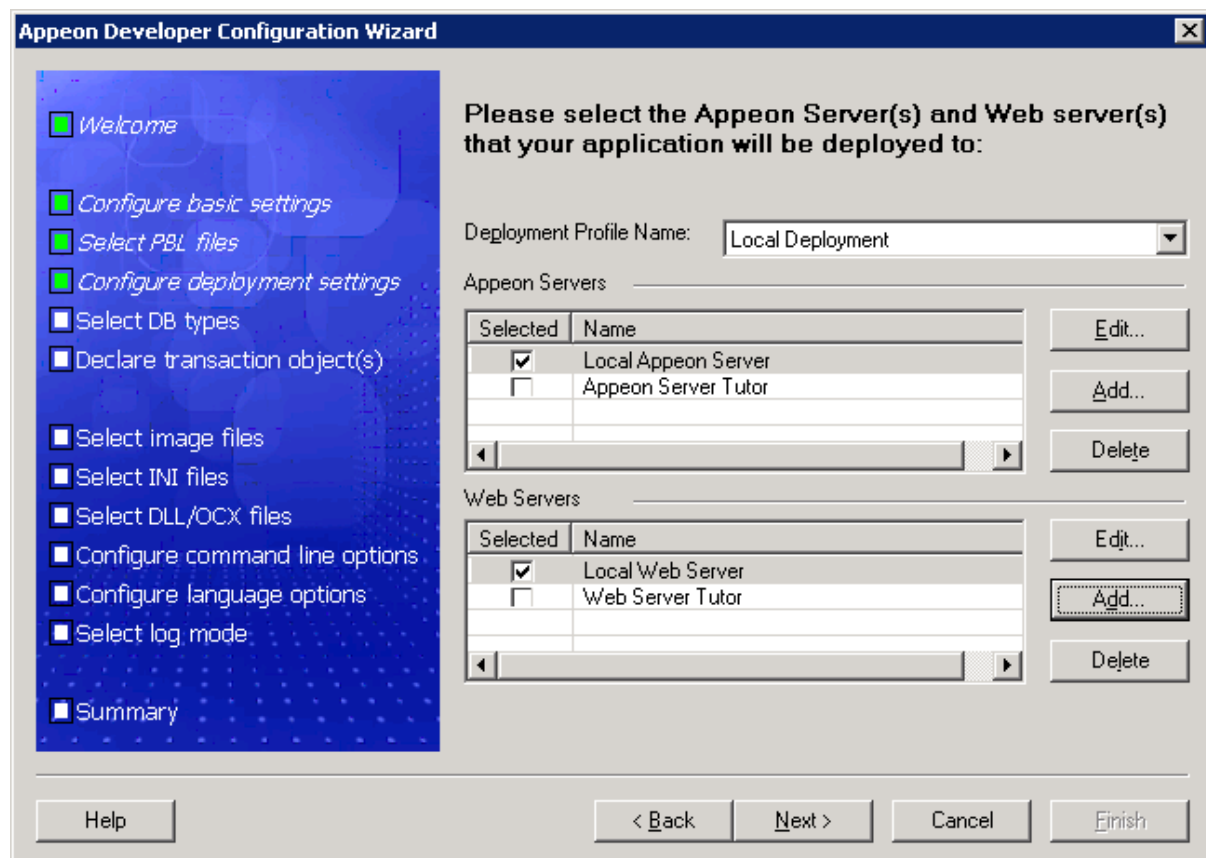 Appeon Developer Configuration Wizard
Welcome
Configure basic settings
Select PBL files
Configure deployment settings
Select DB types
Declare transaction object(s)
Select image files
Select INI files
Select DLL/OCX files
Configure command line options
Configure language options
Select log mode
Summary
Please select the Appeon Server(s) and Web server(s)
that your application will be deployed to:
Deployment Profile Name: Local Deployment
Appeon Servers
Selected Name
Local Appeon Server
Appeon Server Tutor
Edit...
Add...
Delete
Web Servers
Selected Name
Local Web Server
Web Server Tutor
Edit...
Add...
Delete
Help
< Back
Next >
Cancel
Finish